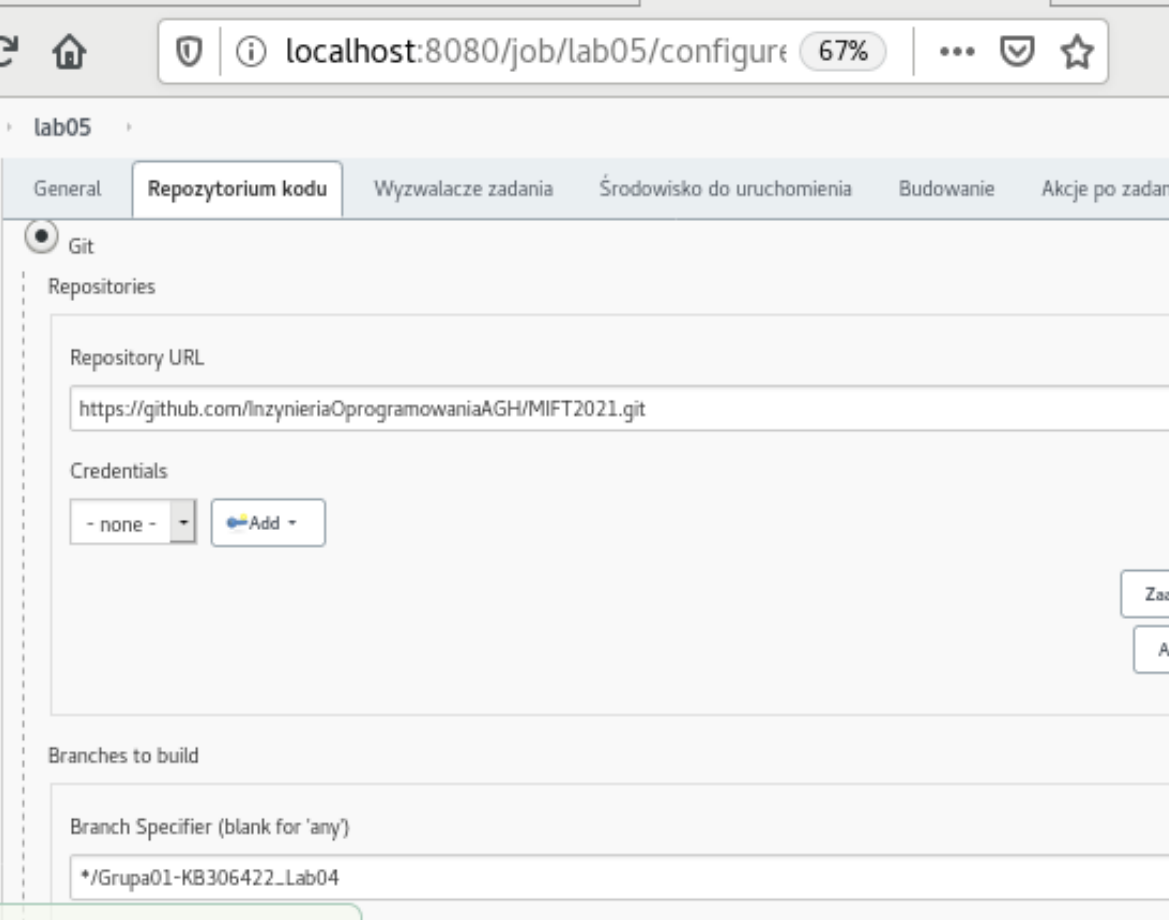 localhost:8080/job/lab05/configure 67%
lab05
General Repozytorium kodu Wyzwalacze zadania Środowisko do uruchomienia Budowanie Akcje po
Git
Repositories
Repository URL
https://github.com/InzynieriaOprogramowaniaAGH/MIFT2021.git
Credentials
- none - Add
Branches to build
Branch Specifier (blank for 'any')
*/Grupa01-KB306422_Lab04